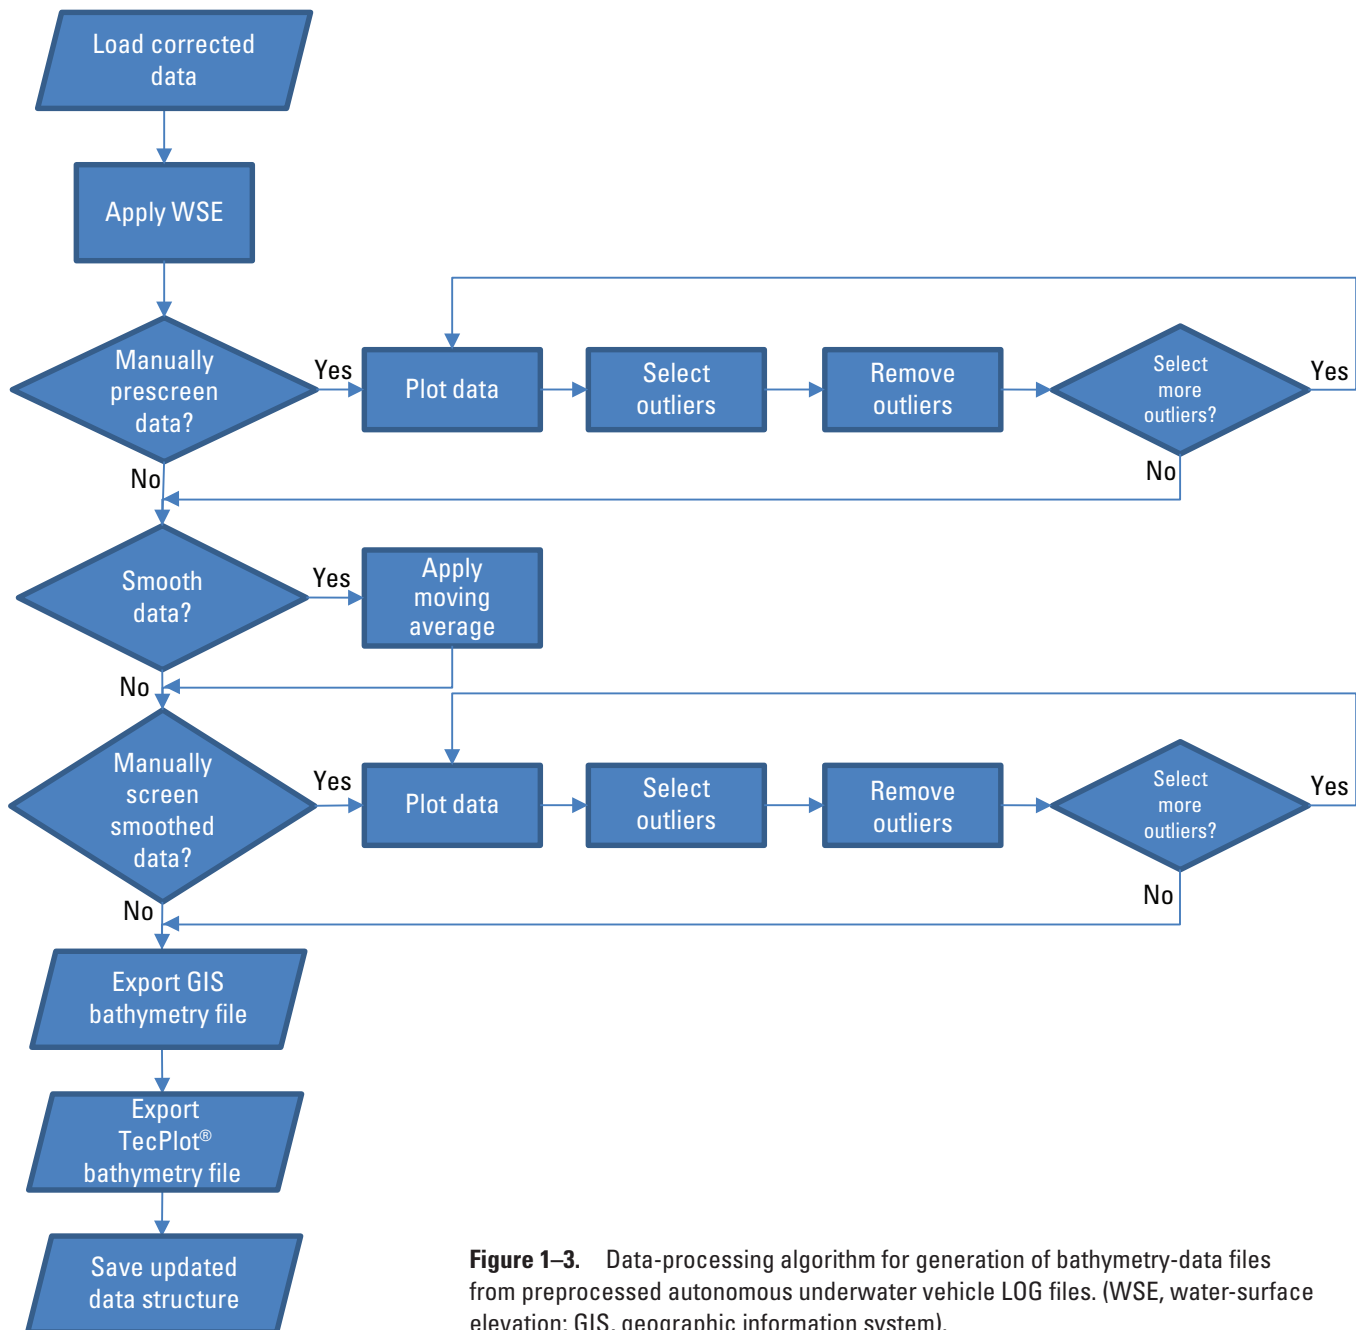 Load corrected
data
Apply WSE
Manually
prescreen
data?
Yes
Plot data
Select
outliers
Remove
outliers
Select
more
outliers?
Yes
No
No
Smooth
data?
Yes
Apply
moving
average
No
Manually
screen
smoothed
data?
Yes
Plot data
Select
outliers
Remove
outliers
Select
more
outliers?
Yes
No
No
Export GIS
bathymetry file
Export
TecPlot®
bathymetry file
Save updated
data structure
Figure 1–3. Data-processing algorithm for generation of bathymetry-data files
from preprocessed autonomous underwater vehicle LOG files. (WSE, water-surface
elevation; GIS, geographic information system).